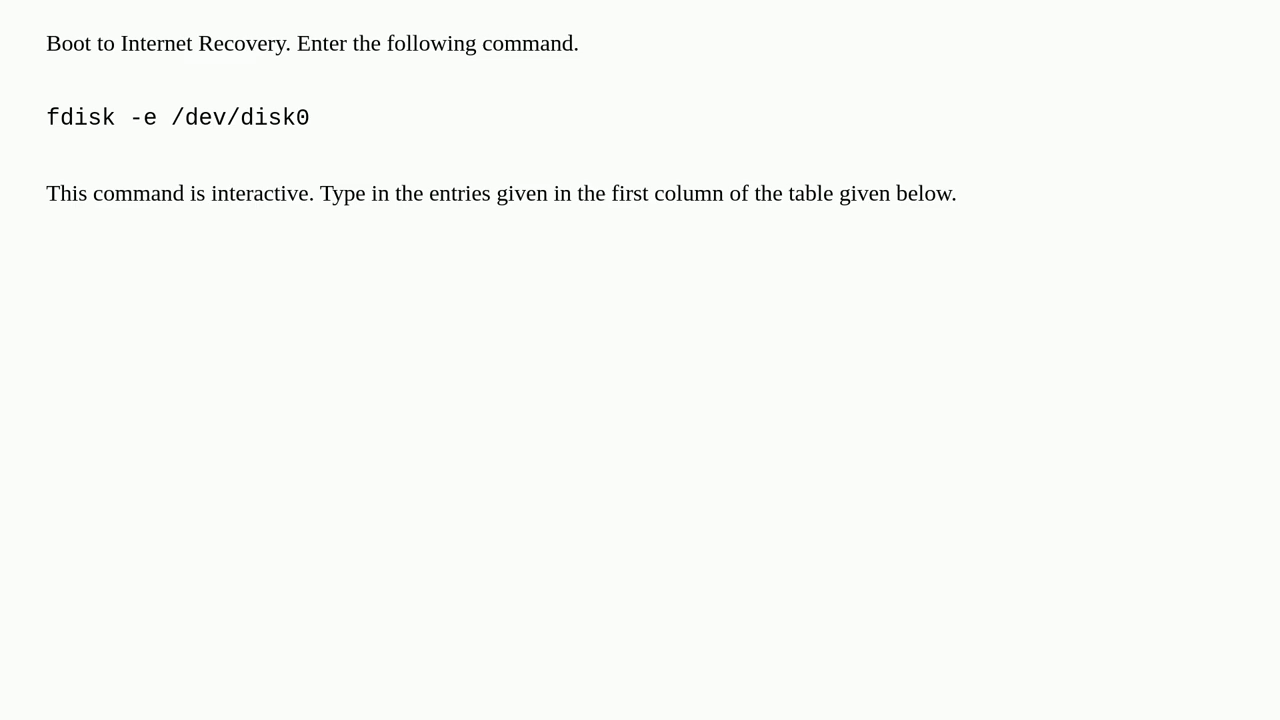 Boot to Internet Recovery. Enter the following command.
fdisk -e /dev/disk0
This command is interactive. Type in the entries given in the first column of the table given below.